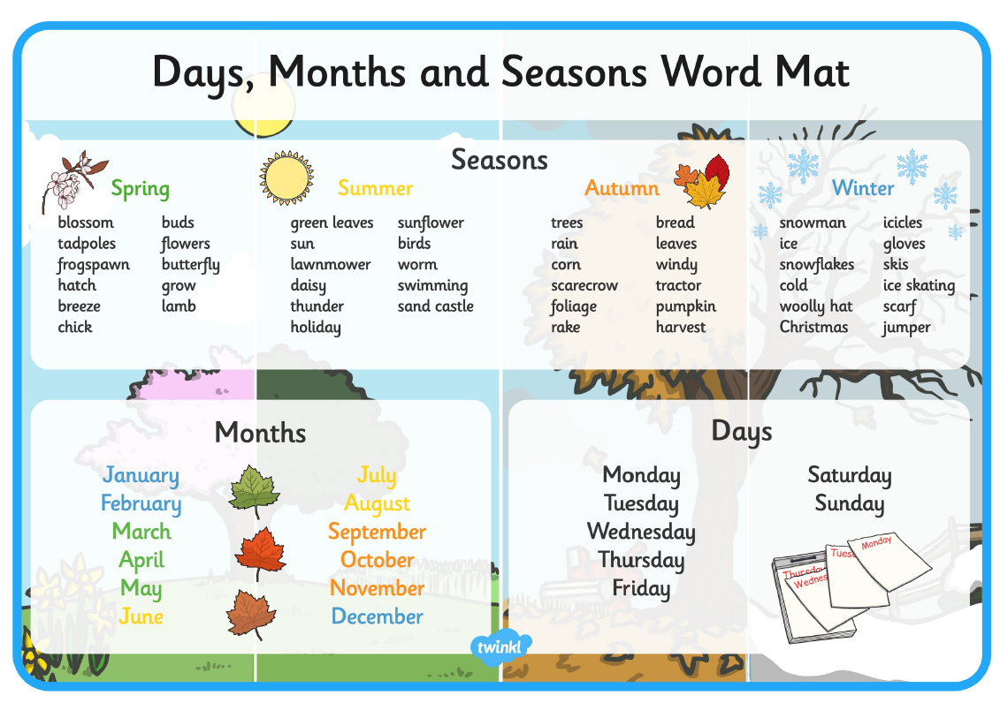 Days, Months and Seasons Word Mat
Seasons
Spring
blossom buds
tadpoles flowers
frogspawn butterfly
hatch grow
breeze lamb
chick
Summer
green leaves sunflower
sun birds
lawnmower worm
daisy swimming
thunder sand castle
holiday
Autumn
trees bread
rain leaves
corn windy
scarecrow tractor
foliage pumpkin
rake harvest
Winter
snowman icicles
ice gloves
snowflakes skis
cold ice skating
woolly hat scarf
Christmas jumper
Months
January July
February August
March September
April October
May November
June December
Days
Monday Saturday
Tuesday Sunday
Wednesday
Thursday
Friday
Monday
Tuesc
Thursday
Wednes
twinkl